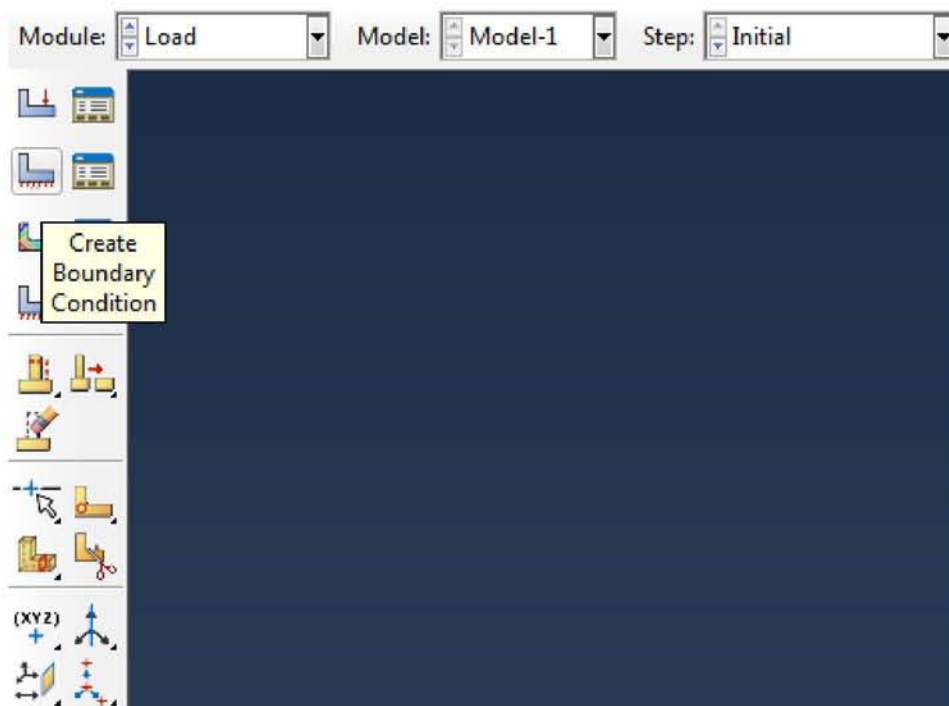 Module: Load Model: Model-1 Step: Initial
Create
Boundary
Condition
(XYZ)